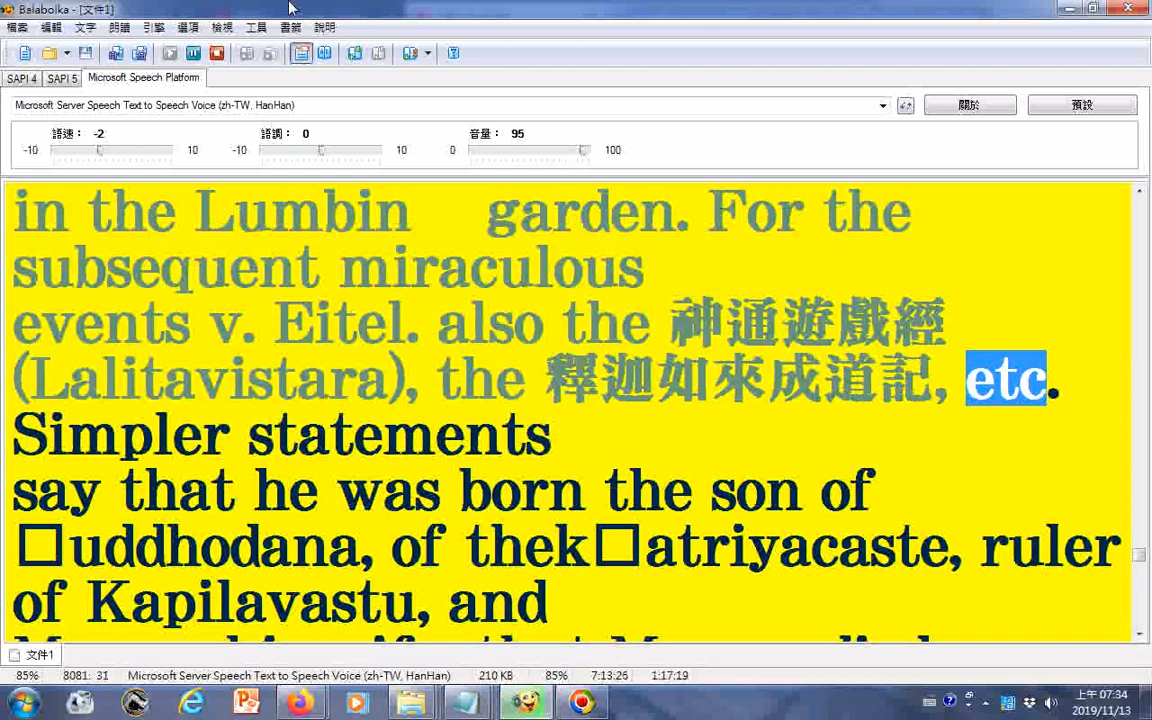 Balabolka - [文件1]
檔案 編輯 文字 朗讀 引擎 選項 檢視 工具 書籤 說明
SAPI 4 SAPI 5 Microsoft Speech Platform
Microsoft Server Speech Text to Speech Voice (zh-TW, HanHan) 關於 預設
語速： -2 語調： 0 音量： 95
-10 10 -10 10 0 100
in the Lumbin garden. For the
subsequent miraculous
events v. Eitel. also the 神通遊戲經
(Lalitavistara), the 釋迦如來成道記, etc.
Simpler statements
say that he was born the son of
□uddhodana, of thek□atriyacaste, ruler
of Kapilavastu, and
文件1
85% 8081: 31 Microsoft Server Speech Text to Speech Voice (zh-TW, HanHan) 210 KB 85% 7:13:26 1:17:19
上午 07:34
2019/11/13